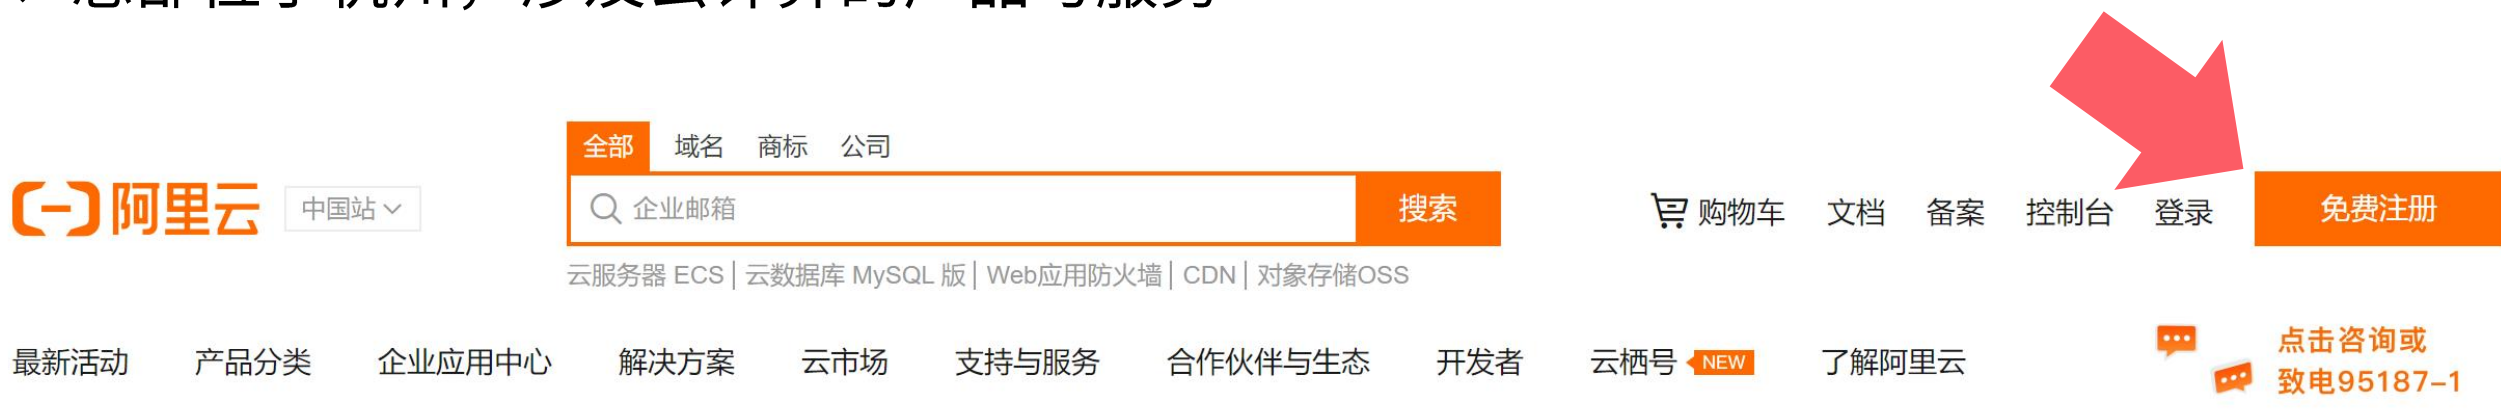 全部 域名 商标 公司
阿里云 中国站 企业邮箱 搜索 购物车 文档 备案 控制台 登录 免费注册
云服务器 ECS | 云数据库 MySQL 版 | Web应用防火墙 | CDN | 对象存储OSS
最新活动 产品分类 企业应用中心 解决方案 云市场 支持与服务 合作伙伴与生态 开发者 云栖号 NEW 了解阿里云
点击咨询或
致电95187-1